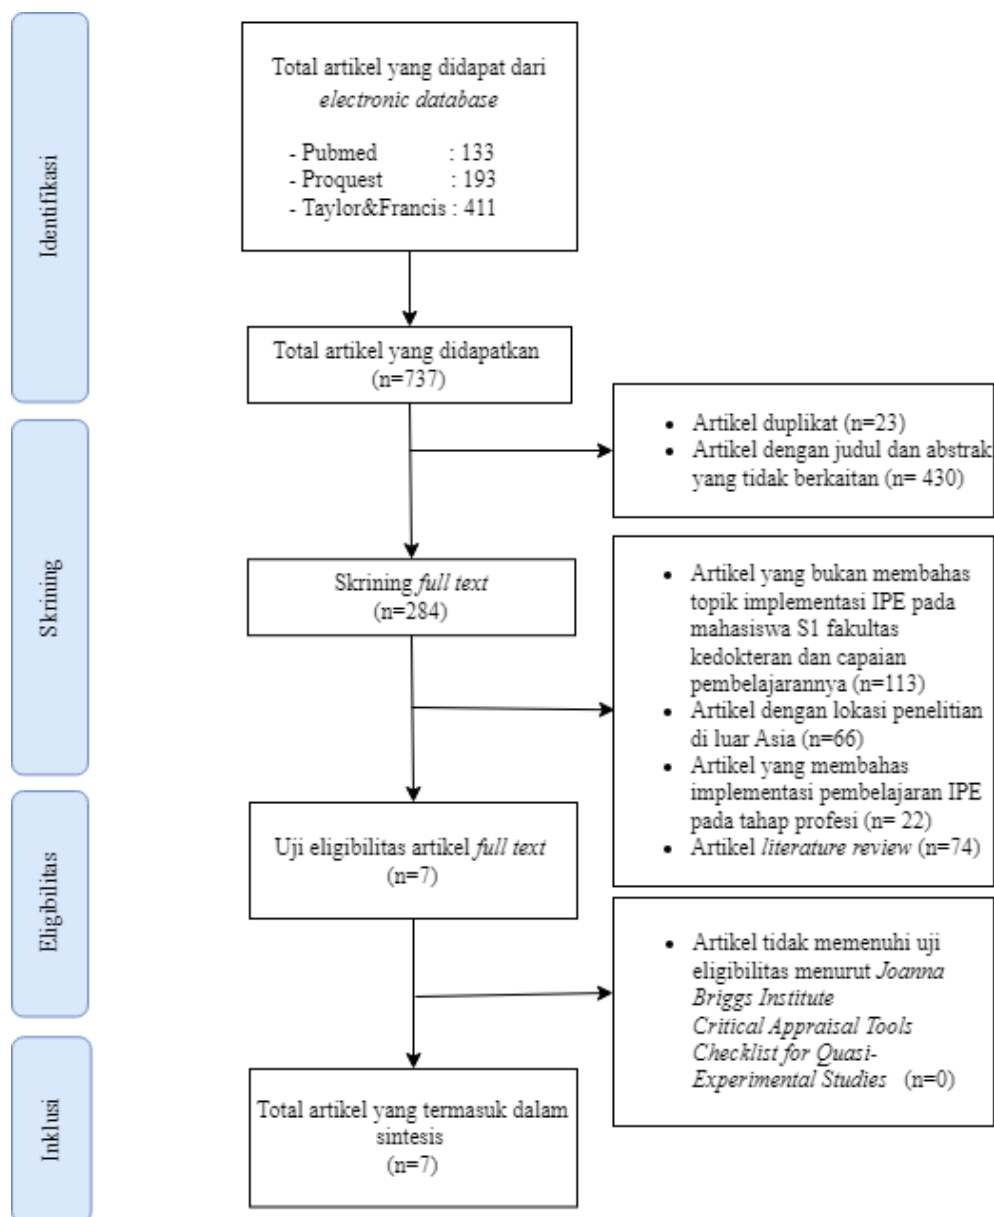 Identifikasi
Total artikel yang didapat dari
electronic database
- Pubmed : 133
- Proquest : 193
- Taylor&Francis : 411
Total artikel yang didapatkan
(n=737)
Skrining
• Artikel duplikat (n=23)
• Artikel dengan judul dan abstrak
yang tidak berkaitan (n= 430)
Skrining full text
(n=284)
• Artikel yang bukan membahas
topik implementasi IPE pada
mahasiswa S1 fakultas
kedokteran dan capaian
pembelajarannya (n=113)
• Artikel dengan lokasi penelitian
di luar Asia (n=66)
• Artikel yang membahas
implementasi pembelajaran IPE
pada tahap profesi (n= 22)
• Artikel literature review (n=74)
Eligibilitas
Uji eligibilitas artikel full text
(n=7)
• Artikel tidak memenuhi uji
eligibilitas menurut Joanna
Briggs Institute
Critical Appraisal Tools
Checklist for Quasi-
Experimental Studies (n=0)
Inklusi
Total artikel yang termasuk dalam
sintesis
(n=7)